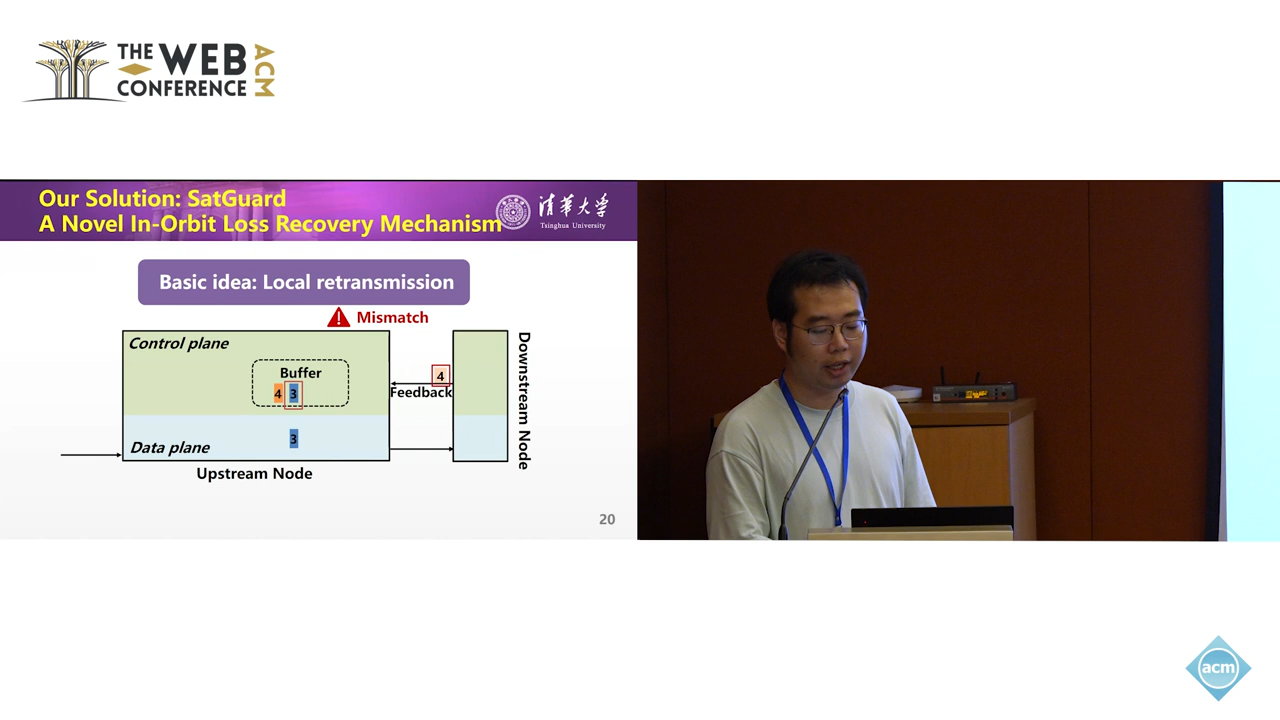 THE WEB
CONFERENCE
ACM
Our Solution: SatGuard
A Novel In-Orbit Loss Recovery Mechanism
清华大学
Tsinghua University
Basic idea: Local retransmission
Mismatch
Control plane
Buffer
4 3
4
Feedback
3
Data plane
Upstream Node
Downstream Node
20
acm